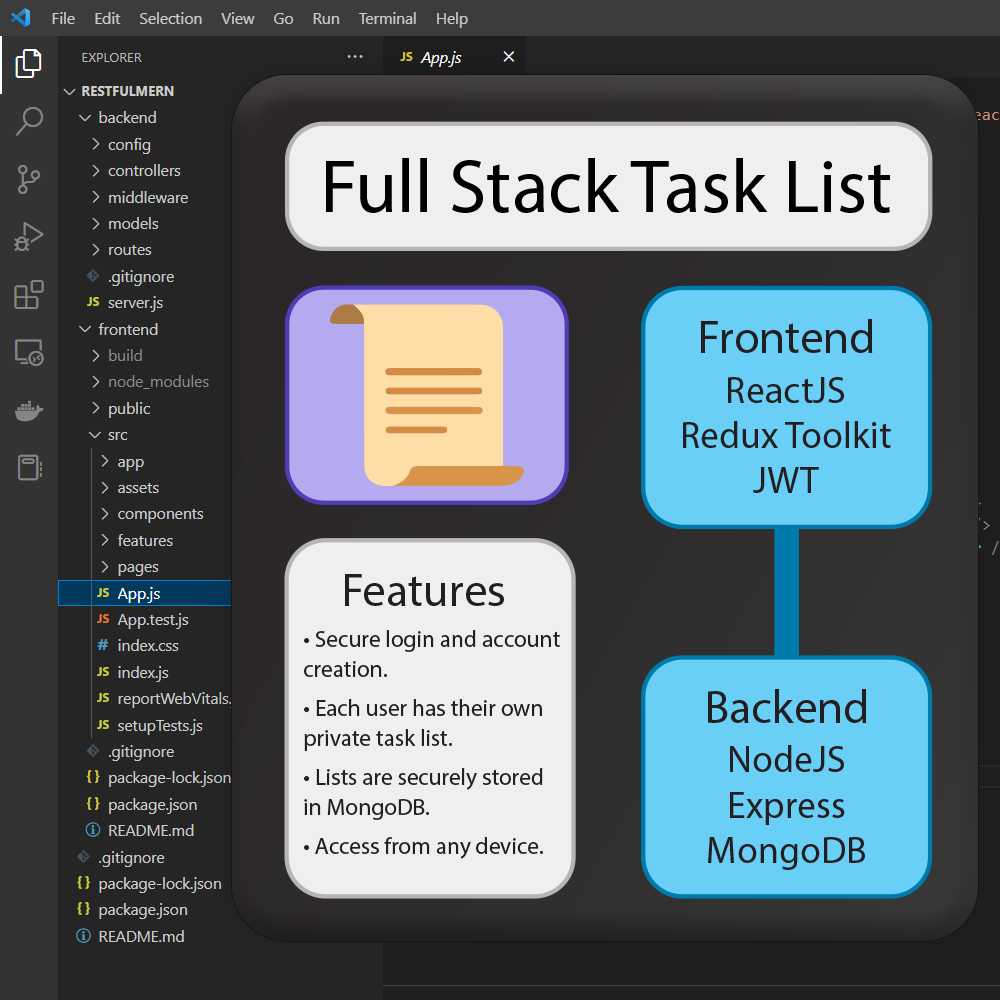 File Edit Selection View Go Run Terminal Help
EXPLORER ···
JS App.js ×
RESTFULMERN
backend
config
controllers
middleware
models
routes
.gitignore
JS server.js
frontend
build
node_modules
public
src
app
assets
components
features
pages
JS App.js
JS App.test.js
# index.css
JS index.js
JS reportWebVitals.
JS setupTests.js
.gitignore
{} package-lock.json
{} package.json
README.md
.gitignore
{} package-lock.json
{} package.json
README.md
Full Stack Task List
Frontend
ReactJS
Redux Toolkit
JWT
Features
• Secure login and account
creation.
• Each user has their own
private task list.
• Lists are securely stored
in MongoDB.
• Access from any device.
Backend
NodeJS
Express
MongoDB